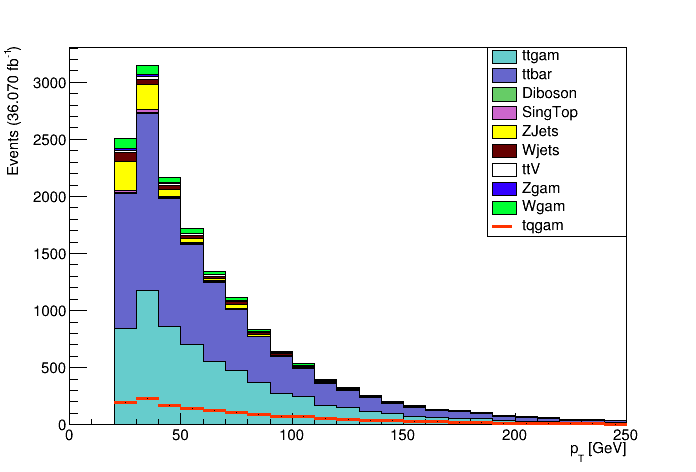 Events (36.070 fb⁻¹)
3000
2500
2000
1500
1000
500
0
0 50 100 150 200 250
p_T [GeV]
ttgam
ttbar
Diboson
SingTop
ZJets
Wjets
ttV
Zgam
Wgam
tqgam